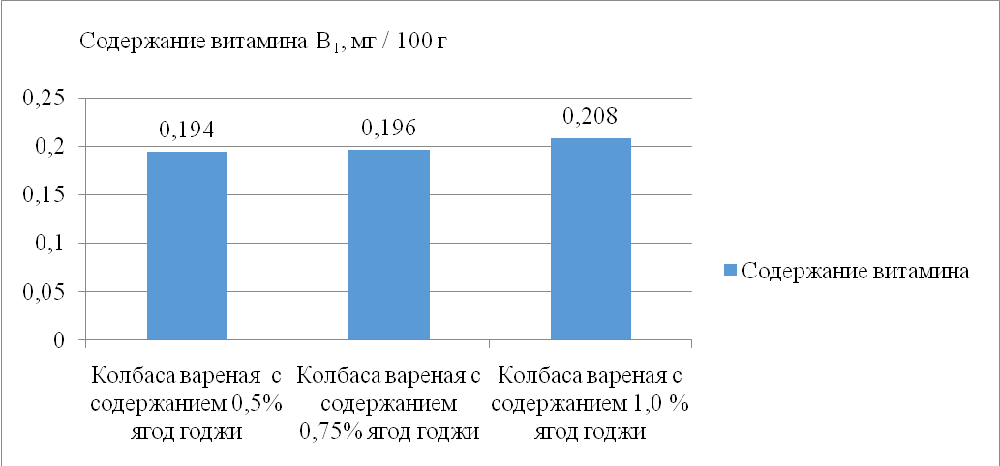 Содержание витамина В1, мг / 100 г
0,25
0,2
0,15
0,1
0,05
0
0,194
0,196
0,208
Колбаса вареная с
содержанием 0,5%
ягод годжи
Колбаса вареная с
содержанием
0,75% ягод годжи
Колбаса вареная с
содержанием 1,0 %
ягод годжи
Содержание витамина